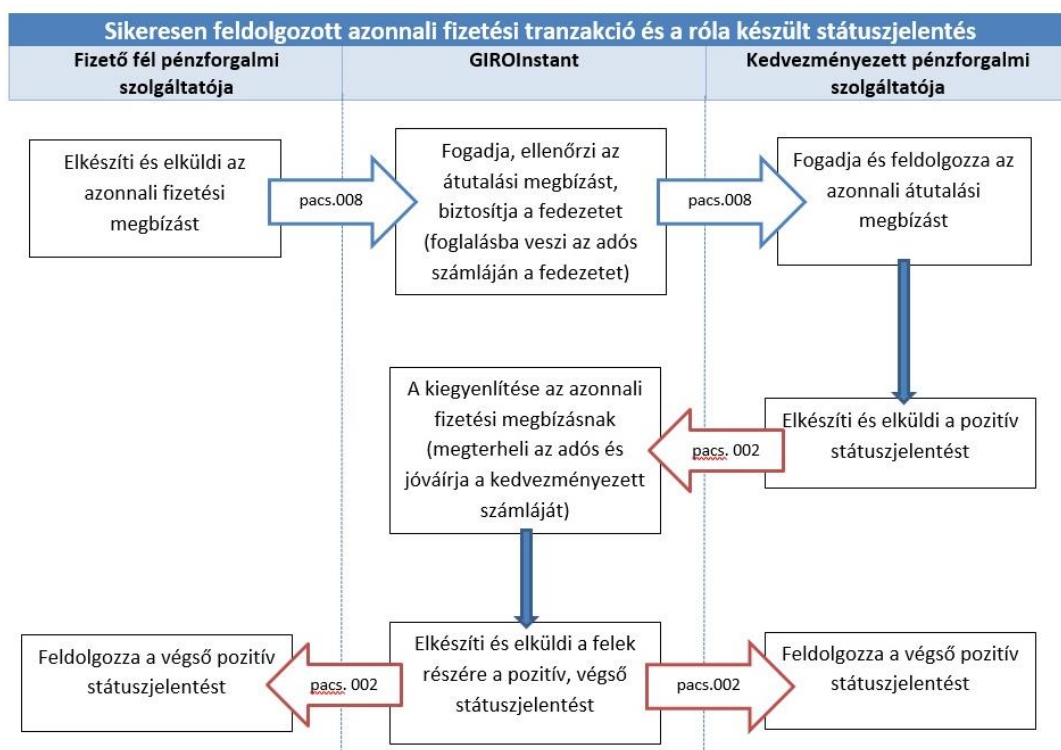 Sikeresen feldolgozott azonnali fizetési tranzakció és a róla készült státuszjelentés
Fizető fél pénzforgalmi
szolgáltatója
GIROInstant
Kedvezményezett pénzforgalmi
szolgáltatója
Elkészíti és elküldi az
azonnali fizetési
megbízást
pacs.008
Fogadja, ellenőrzi az
átutalási megbízást,
biztosítja a fedezetet
(foglalásba veszi az adós
számláján a fedezetet)
pacs.008
Fogadja és feldolgozza az
azonnali átutalási
megbízást
A kiegyenlítése az azonnali
fizetési megbízásnak
(megterheli az adós és
jóváírja a kedvezményezett
számláját)
pacs. 002
Elkészíti és elküldi a pozitív
státuszjelentést
Feldolgozza a végső pozitív
státuszjelentést
pacs. 002
Elkészíti és elküldi a felek
részére a pozitív, végső
státuszjelentést
pacs.002
Feldolgozza a végső pozitív
státuszjelentést